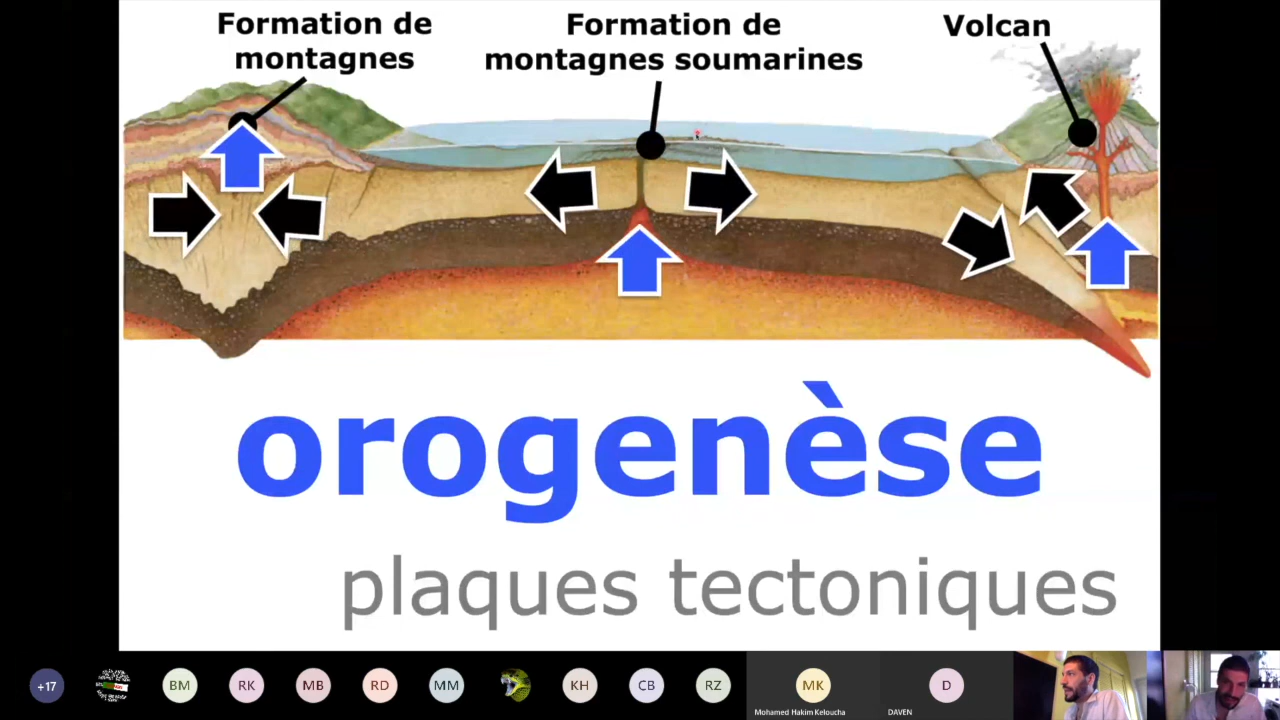 Formation de
montagnes
Formation de
montagnes soumarines
Volcan
orogenèse
plaques tectoniques
+17
BM
RK
MB
RD
MM
KH
CB
RZ
MK
Mohamed Hakim Keloucha
D
DAVEN